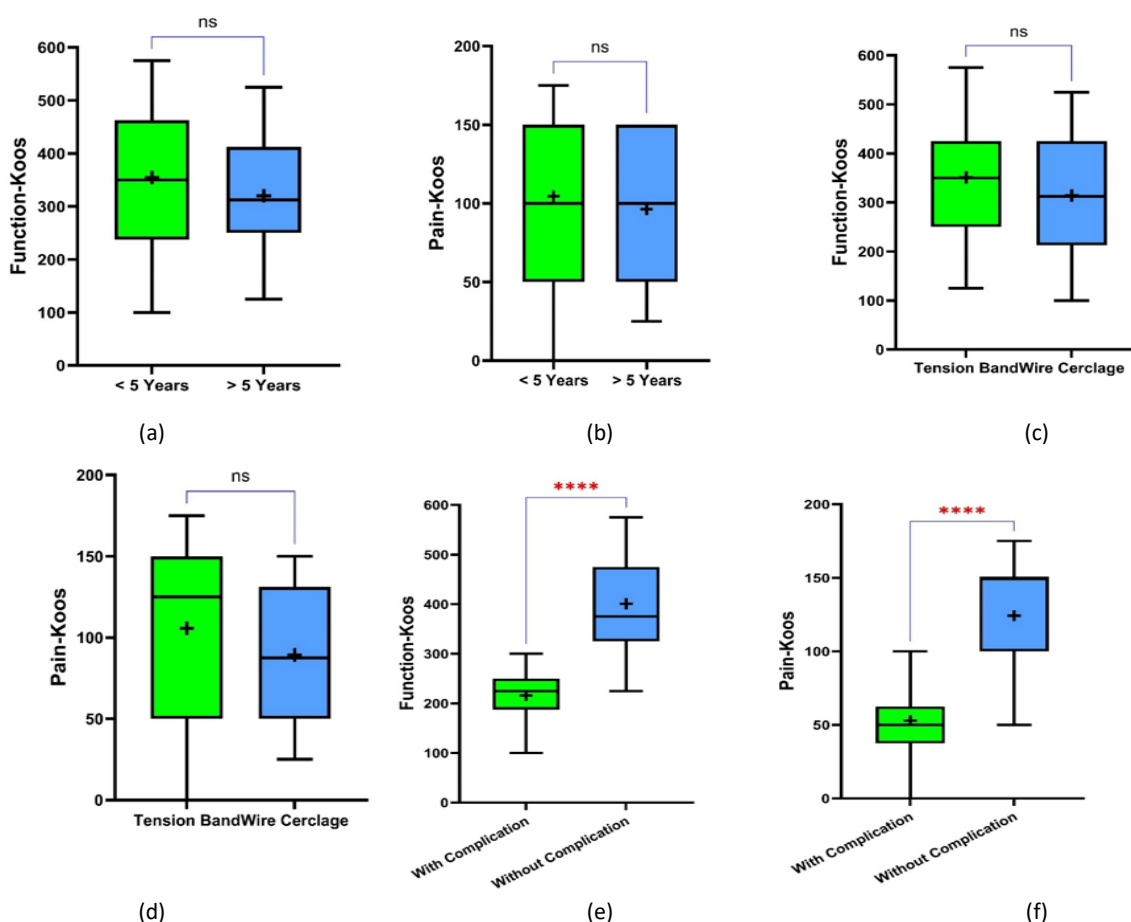 ns
600
500
400
300
200
100
0
Function-Koos
< 5 Years
> 5 Years
(a)
ns
200
150
100
50
0
Pain-Koos
< 5 Years
> 5 Years
(b)
ns
600
500
400
300
200
100
0
Function-Koos
Tension BandWire Cerclage
(c)
ns
200
150
100
50
0
Pain-Koos
Tension BandWire Cerclage
(d)
****
600
500
400
300
200
100
0
Function-Koos
With Complication
Without Complication
(e)
****
200
150
100
50
0
Pain-Koos
With Complication
Without Complication
(f)